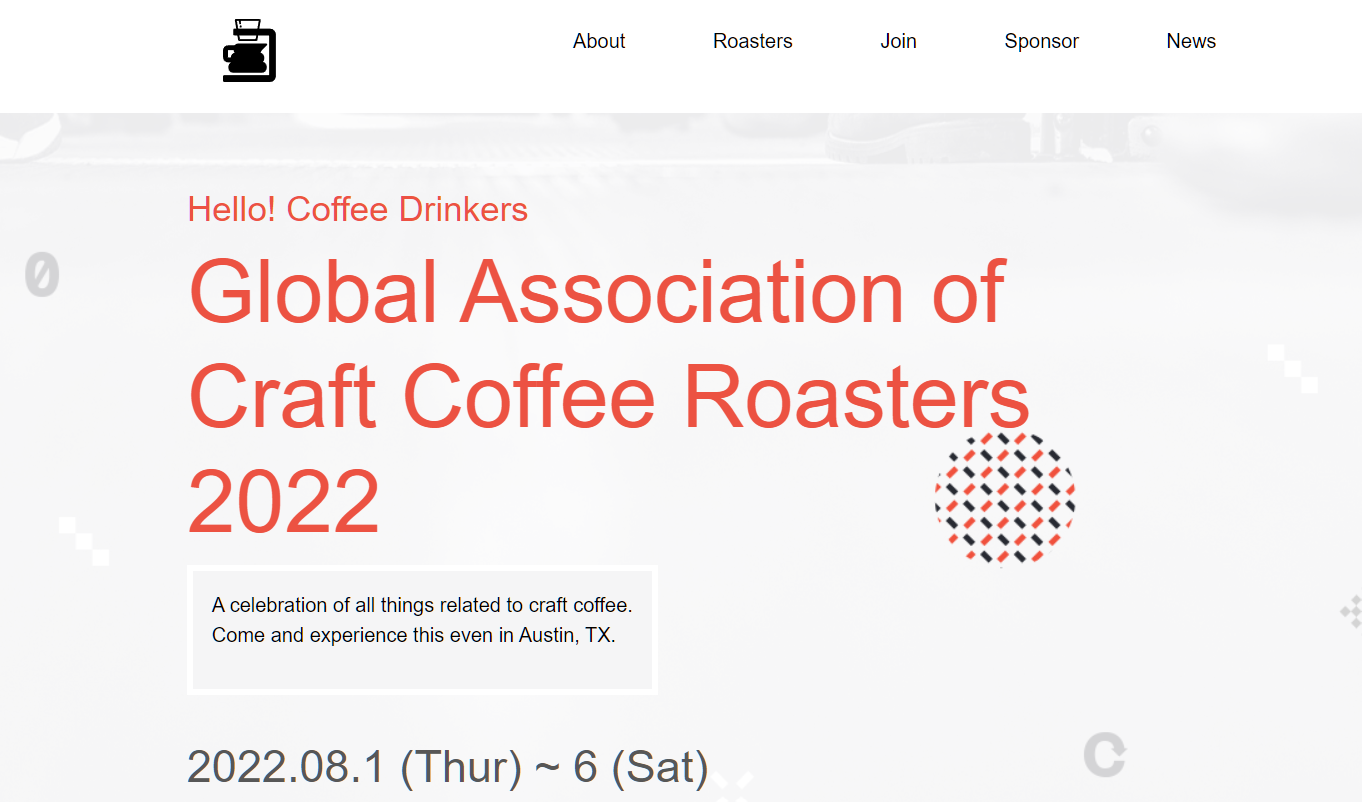 About Roasters Join Sponsor News
Hello! Coffee Drinkers
Global Association of
Craft Coffee Roasters
2022
A celebration of all things related to craft coffee.
Come and experience this even in Austin, TX.
2022.08.1 (Thur) ~ 6 (Sat)
0
C